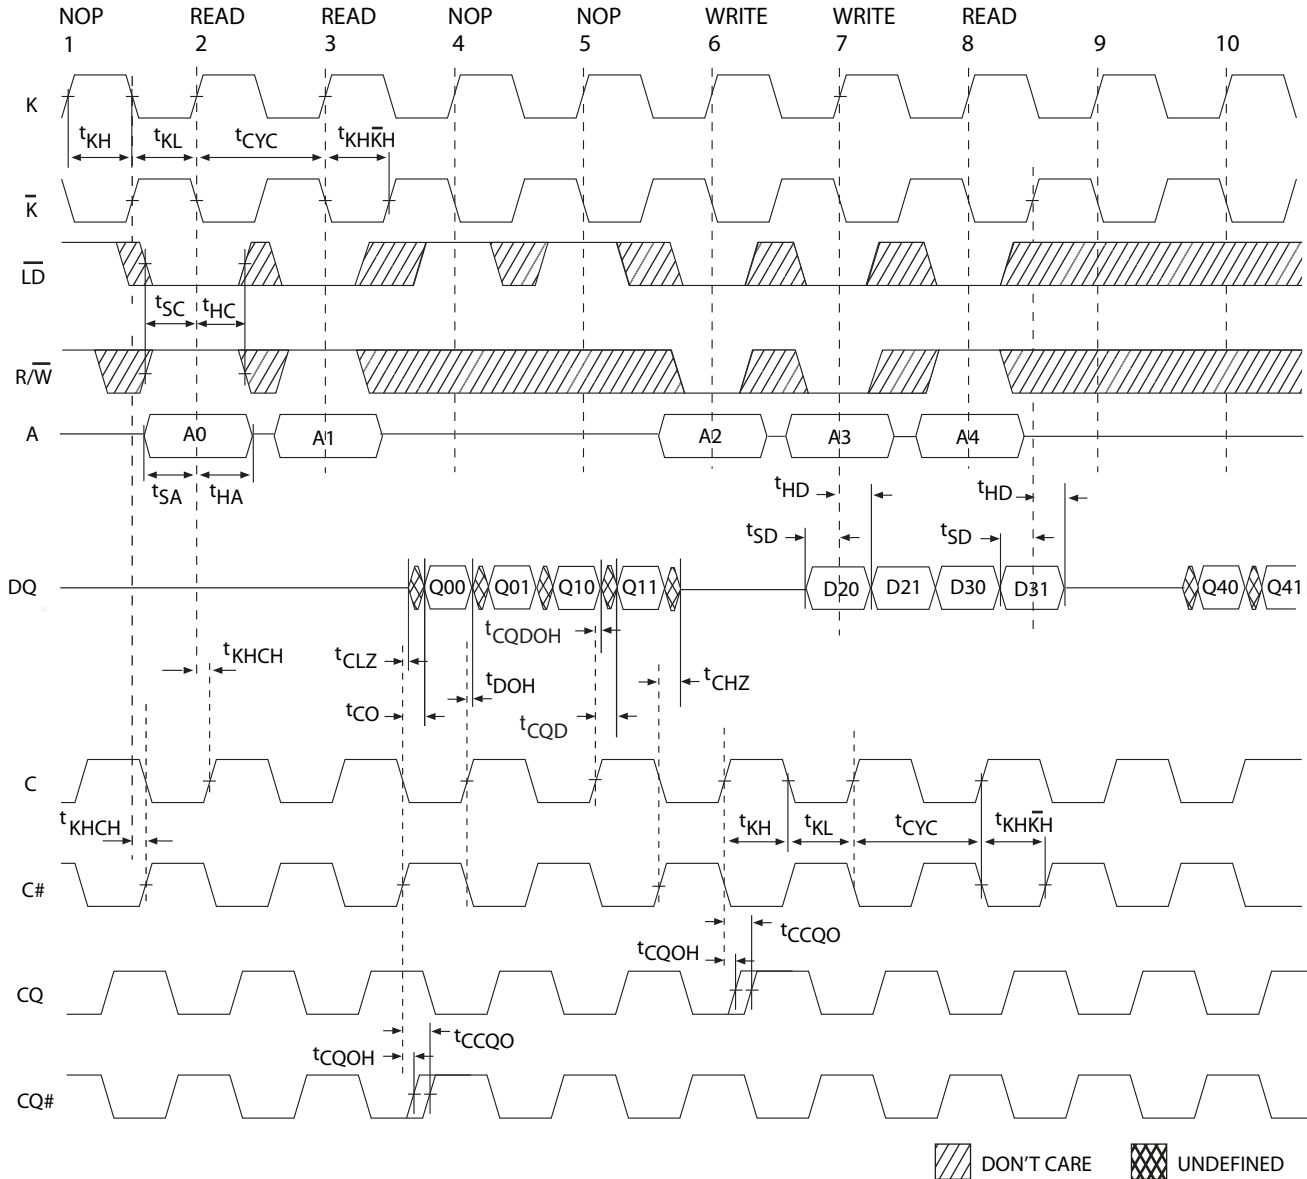 NOP READ READ NOP NOP WRITE WRITE READ
1 2 3 4 5 6 7 8 9 10
K
tKH tKL tCYC tKHK̅H
K̅
L̅D̅
tSC tHC
R/W̅
A A0 A1 A2 A3 A4
tSA tHA tHD tHD
tSD tSD
DQ Q00 Q01 Q10 Q11 D20 D21 D30 D31 Q40 Q41
tCQDOH
tKHCH tCLZ tDOH tCHZ
tCO tCQD
C
tKHCH tKH tKL tCYC tKHK̅H
C#
tCCQO
tCQOH
CQ
tCCQO
tCQOH
CQ#
DON'T CARE UNDEFINED